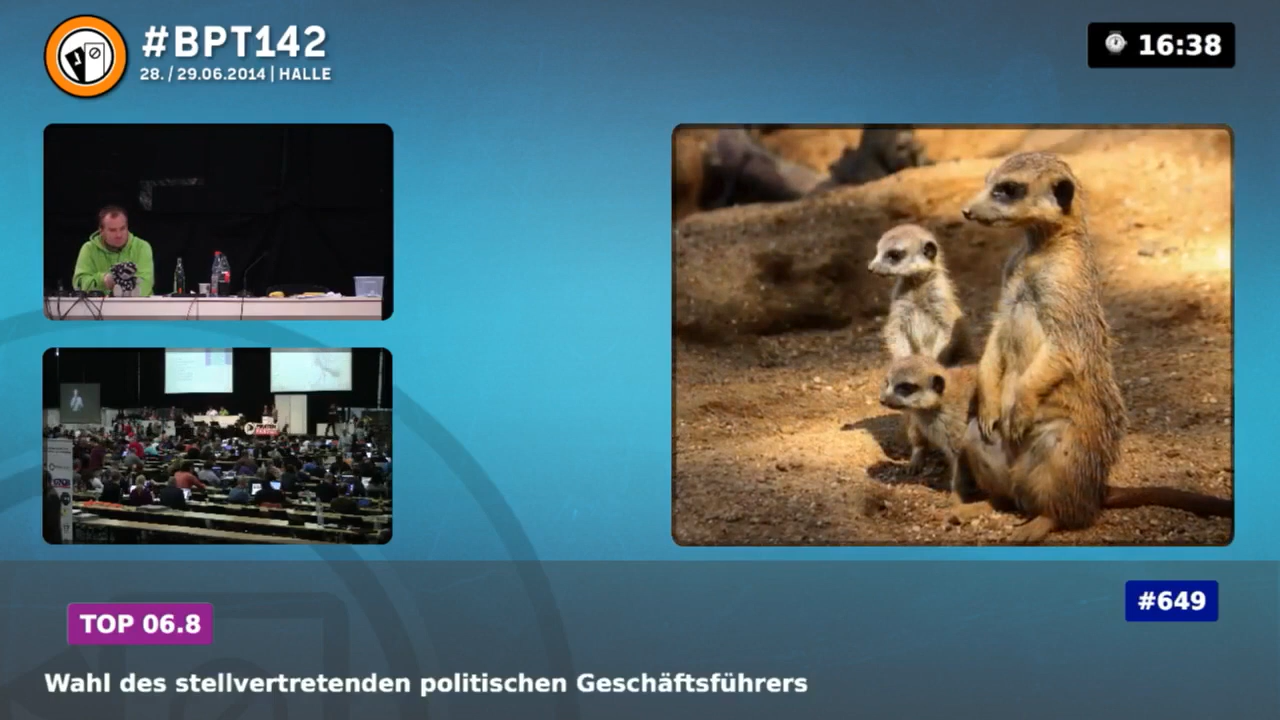 #BPT142
28. / 29.06.2014 | HALLE
16:38
#649
TOP 06.8
Wahl des stellvertretenden politischen Geschäftsführers